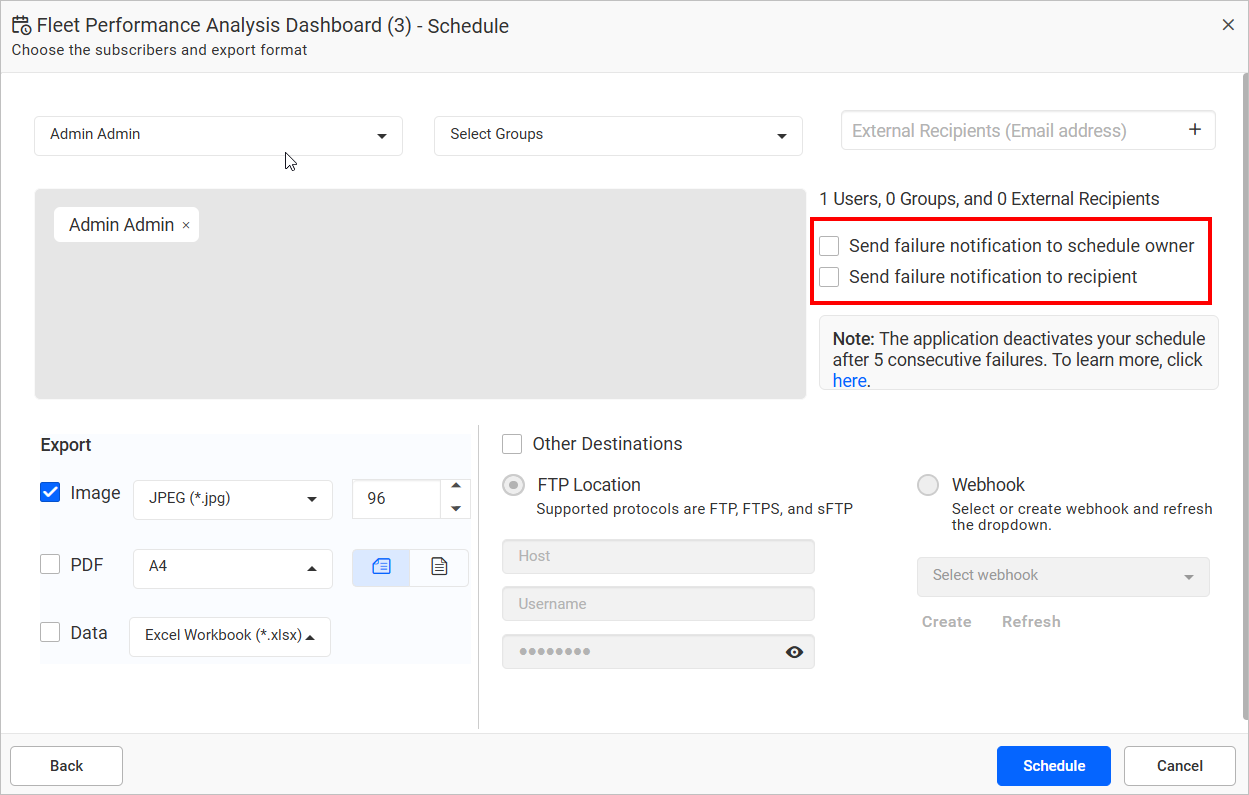 Fleet Performance Analysis Dashboard (3) - Schedule
Choose the subscribers and export format
Admin Admin
Select Groups
External Recipients (Email address)
Admin Admin ×
1 Users, 0 Groups, and 0 External Recipients
Send failure notification to schedule owner
Send failure notification to recipient
Note: The application deactivates your schedule
after 5 consecutive failures. To learn more, click
here.
Export
Image
JPEG (*.jpg)
96
PDF
A4
Data
Excel Workbook (*.xlsx)
Other Destinations
FTP Location
Supported protocols are FTP, FTPS, and sFTP
Host
Username
••••••••
Webhook
Select or create webhook and refresh
the dropdown.
Select webhook
Create Refresh
Back
Schedule
Cancel